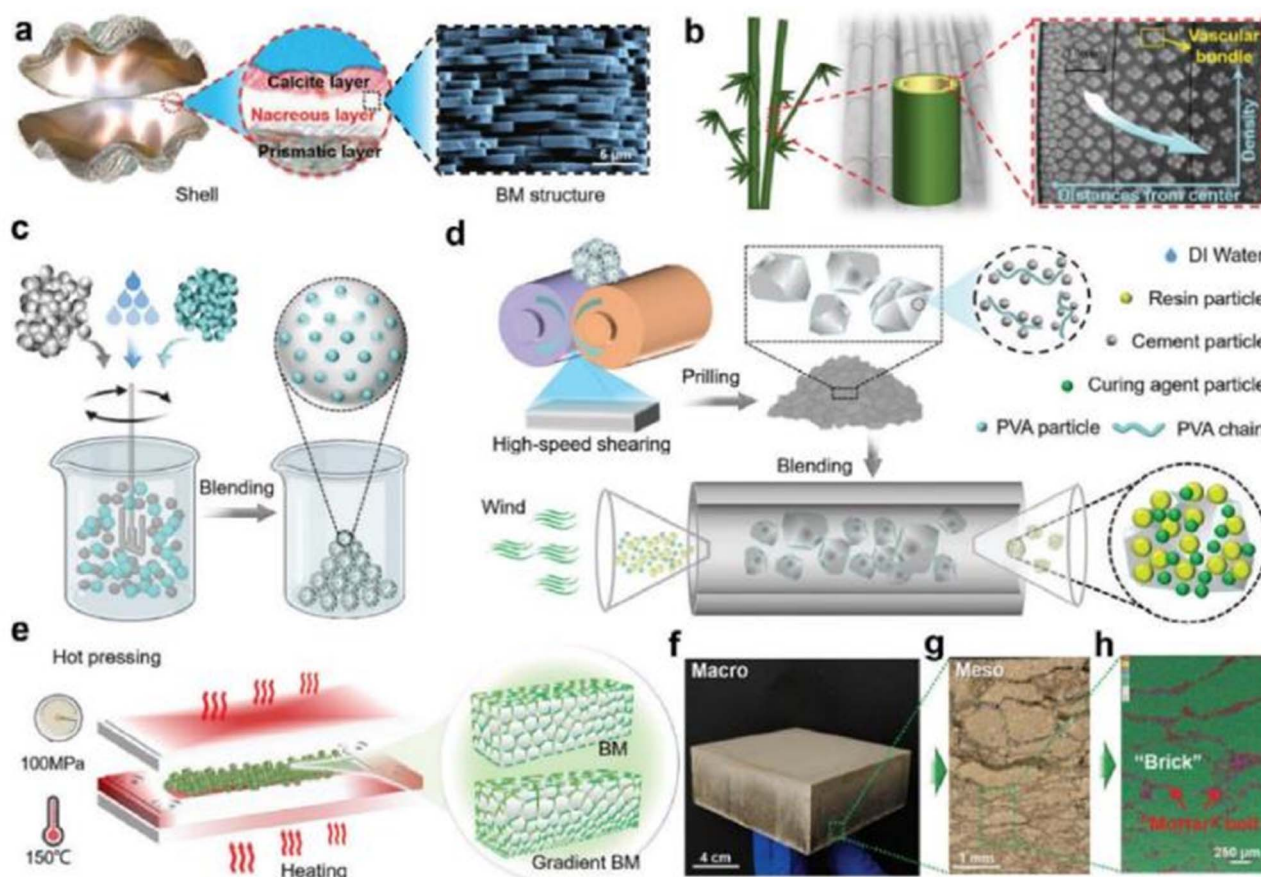 a
Calcite layer
Nacreous layer
Prismatic layer
5 μm
Shell
BM structure
b
Vascular
bondle
Density
Distances from center
c
Blending
d
High-speed shearing
Prilling
Blending
Wind
DI Water
Resin particle
Cement particle
Curing agent particle
PVA particle
PVA chain
e
Hot pressing
100MPa
150℃
Heating
BM
Gradient BM
f
Macro
4 cm
g
Meso
1 mm
h
"Brick"
"Mortar" bolt
250 μm